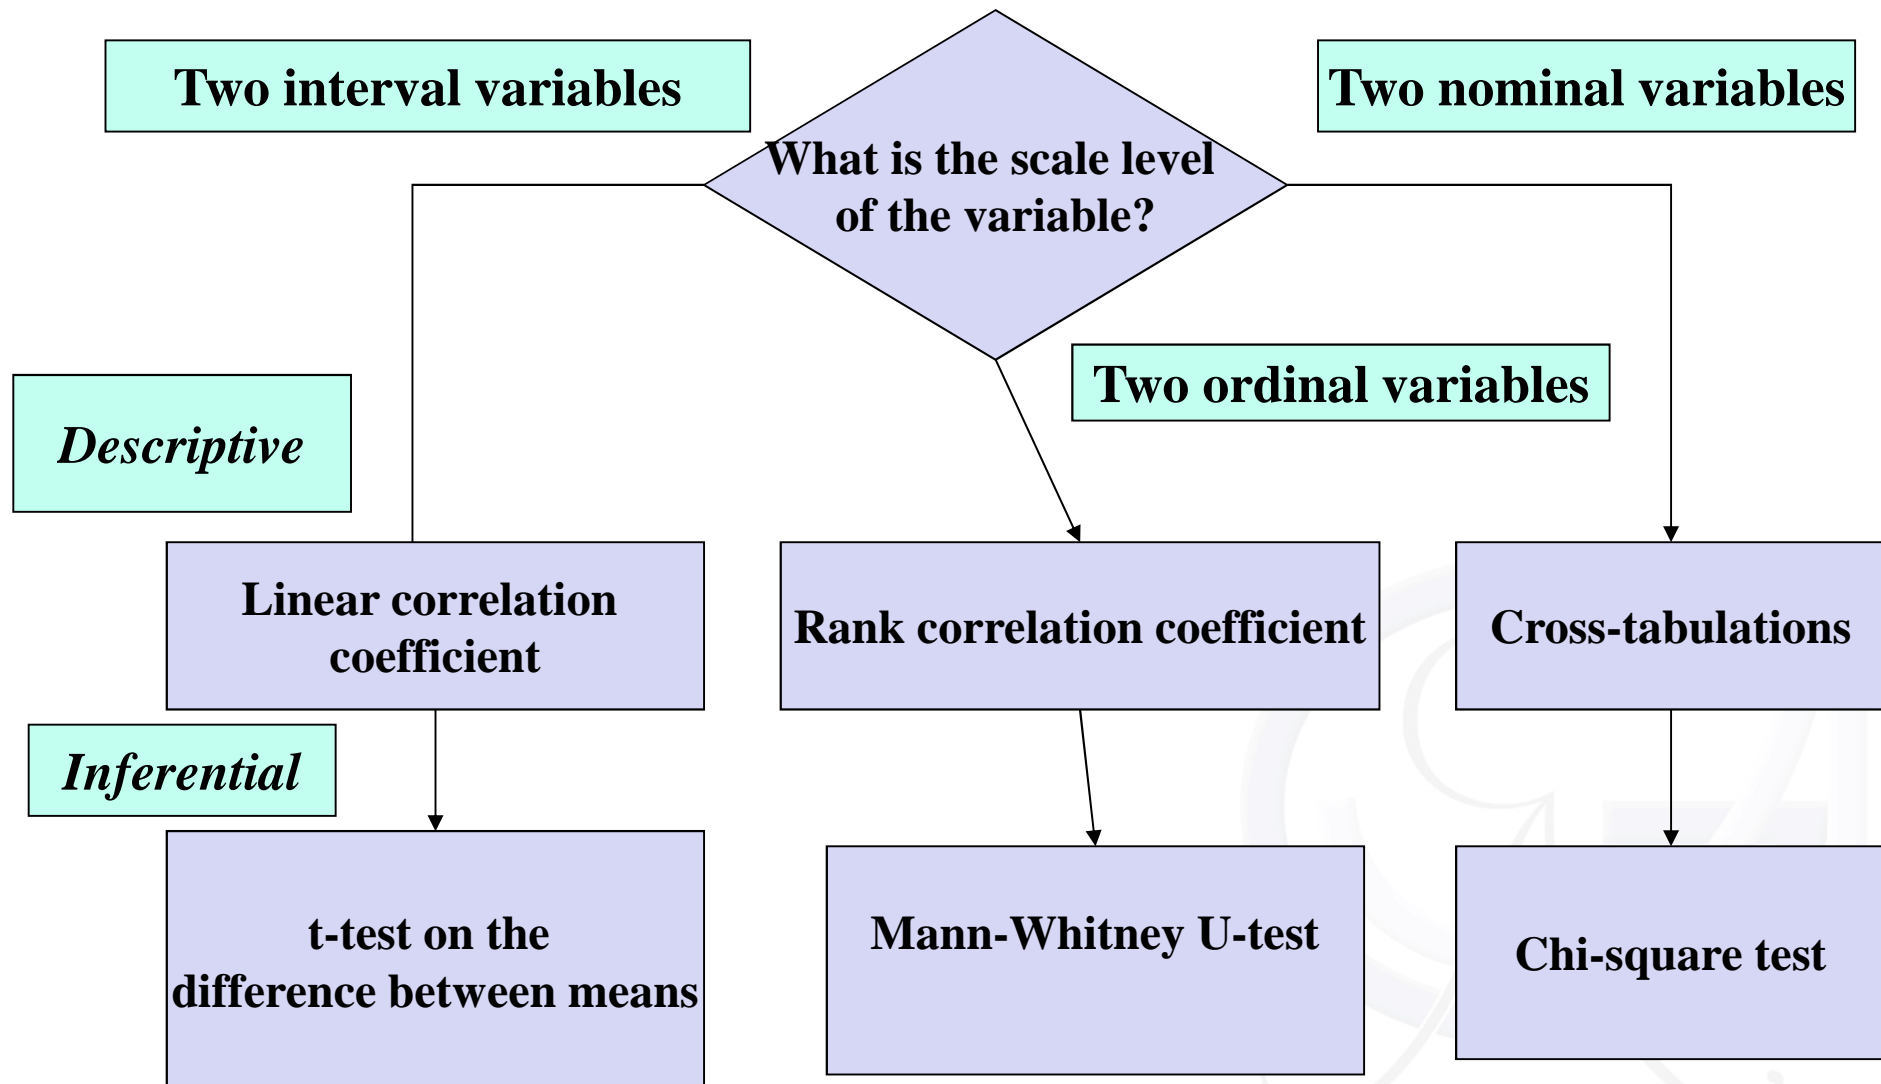 Two interval variables
Two nominal variables
What is the scale level
of the variable?
Two ordinal variables
Descriptive
Linear correlation
coefficient
Rank correlation coefficient
Cross-tabulations
Inferential
t-test on the
difference between means
Mann-Whitney U-test
Chi-square test